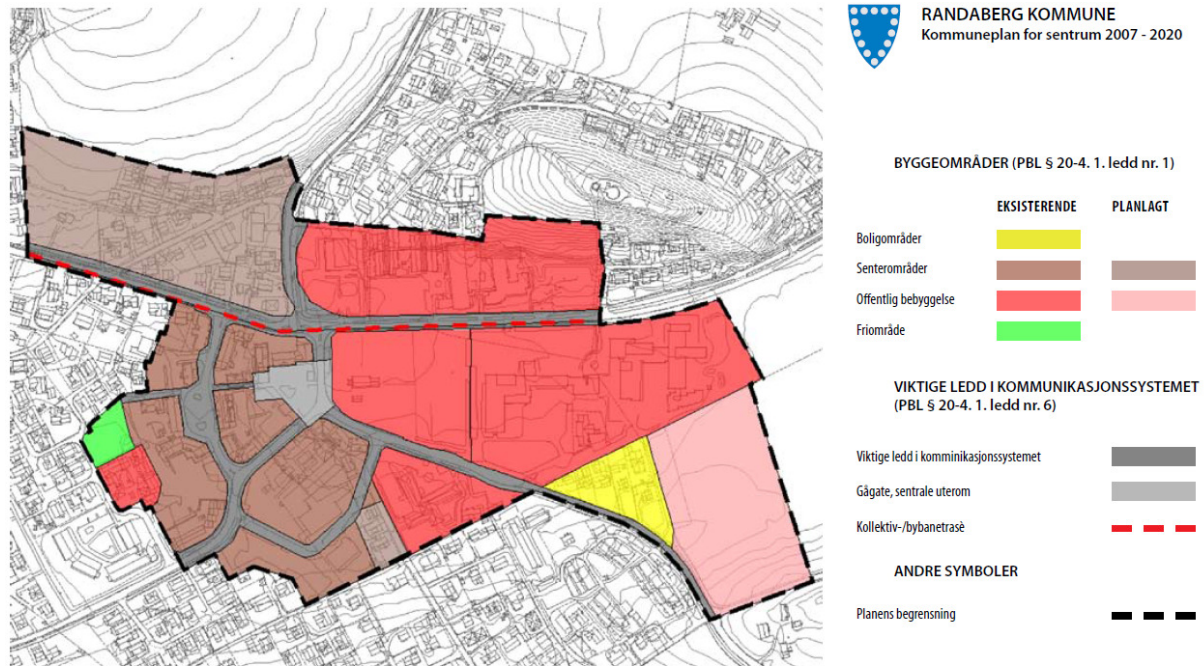 RANDABERG KOMMUNE
Kommuneplan for sentrum 2007 - 2020
BYGGEOMRÅDER (PBL § 20-4. 1. ledd nr. 1)
EKSISTERENDE PLANLAGT
Boligområder
Senterområder
Offentlig bebyggelse
Friområde
VIKTIGE LEDD I KOMMUNIKASJONSSYSTEMET
(PBL § 20-4. 1. ledd nr. 6)
Viktige ledd i komminikasjonssystemet
Gågate, sentrale uterom
Kollektiv-/bybanetrasè
ANDRE SYMBOLER
Planens begrensning